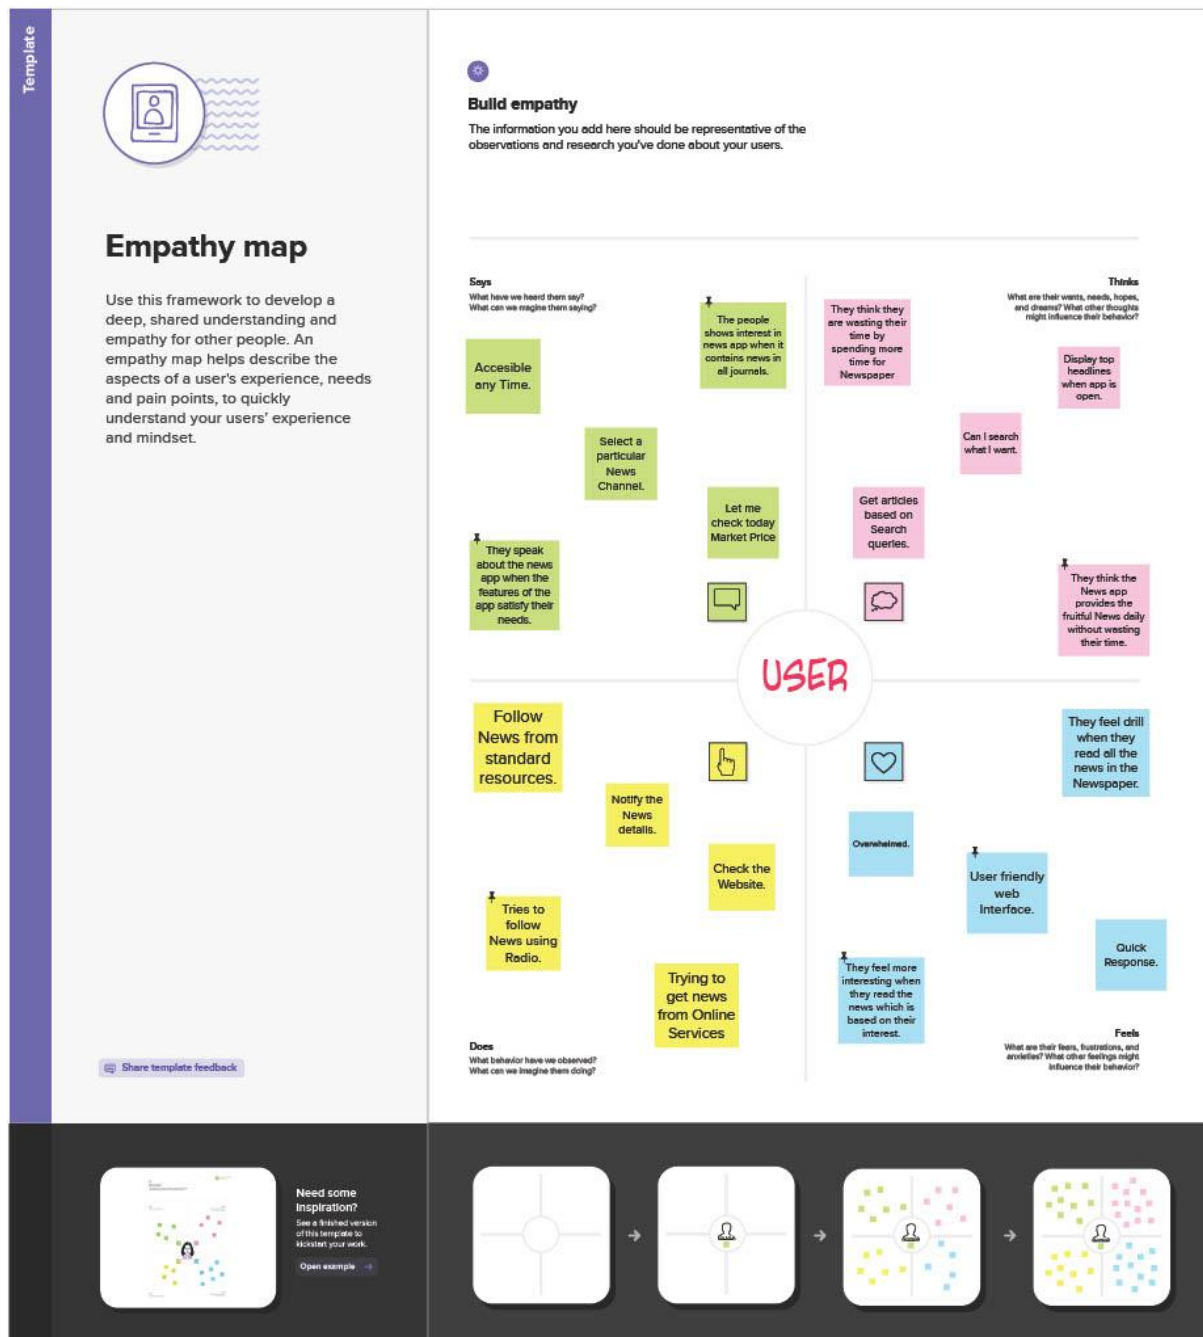 Template
Empathy map
Use this framework to develop a
deep, shared understanding and
empathy for other people. An
empathy map helps describe the
aspects of a user's experience, needs
and pain points, to quickly
understand your users' experience
and mindset.
Share template feedback
Build empathy
The information you add here should be representative of the
observations and research you've done about your users.
Says
What have we heard them say?
What can we imagine them saying?
Accesible
any Time.
The people
shows interest in
news app when it
contains news in
all journals.
Select a
particular
News
Channel.
Let me
check today
Market Price
They speak
about the news
app when the
features of the
app satisfy their
needs.
Thinks
What are their wants, needs, hopes,
and dreams? What other thoughts
might influence their behavior?
They think they
are wasting their
time by
spending more
time for
Newspaper
Display top
headlines
when app is
open.
Can I search
what I want.
Get articles
based on
Search
queries.
They think the
News app
provides the
fruitful News daily
without wasting
their time.
USER
Follow
News from
standard
resources.
Notify the
News
details.
Check the
Website.
Tries to
follow
News using
Radio.
Trying to
get news
from Online
Services
Does
What behavior have we observed?
What can we imagine them doing?
They feel drill
when they
read all the
news in the
Newspaper.
Overwhelmed.
User friendly
web
Interface.
Quick
Response.
They feel more
interesting when
they read the
news which is
based on their
interest.
Feels
What are their fears, frustrations, and
anxieties? What other feelings might
influence their behavior?
Need some
inspiration?
See a finished version
of this template to
kickstart your work.
Open example